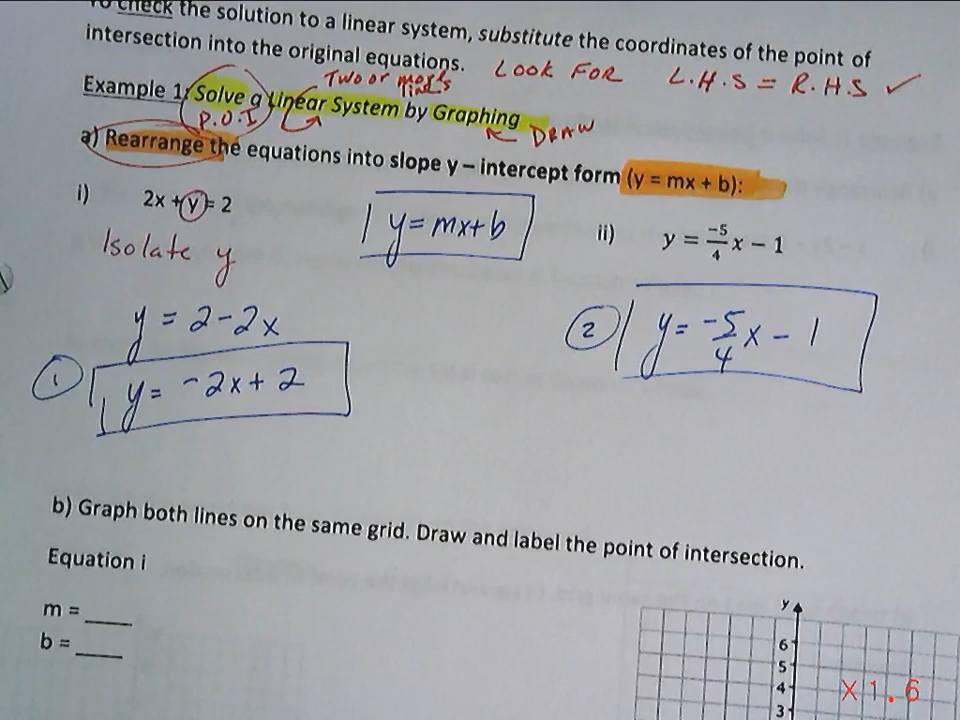 To check the solution to a linear system, substitute the coordinates of the point of
intersection into the original equations. LOOK FOR L.H.S = R.H.S ✓
Two or more
lines
Example 1: Solve a Linear System by Graphing
P.O.I
DRAW
a) Rearrange the equations into slope y – intercept form (y = mx + b):
i) 2x + y = 2
y = mx + b
ii) y = -5/4 x – 1
Isolate y
y = 2 - 2x
① y = -2x + 2
② y = -5/4 x - 1
b) Graph both lines on the same grid. Draw and label the point of intersection.
Equation i
m = ____
b = ____
y
6
5
4
3
X1.6